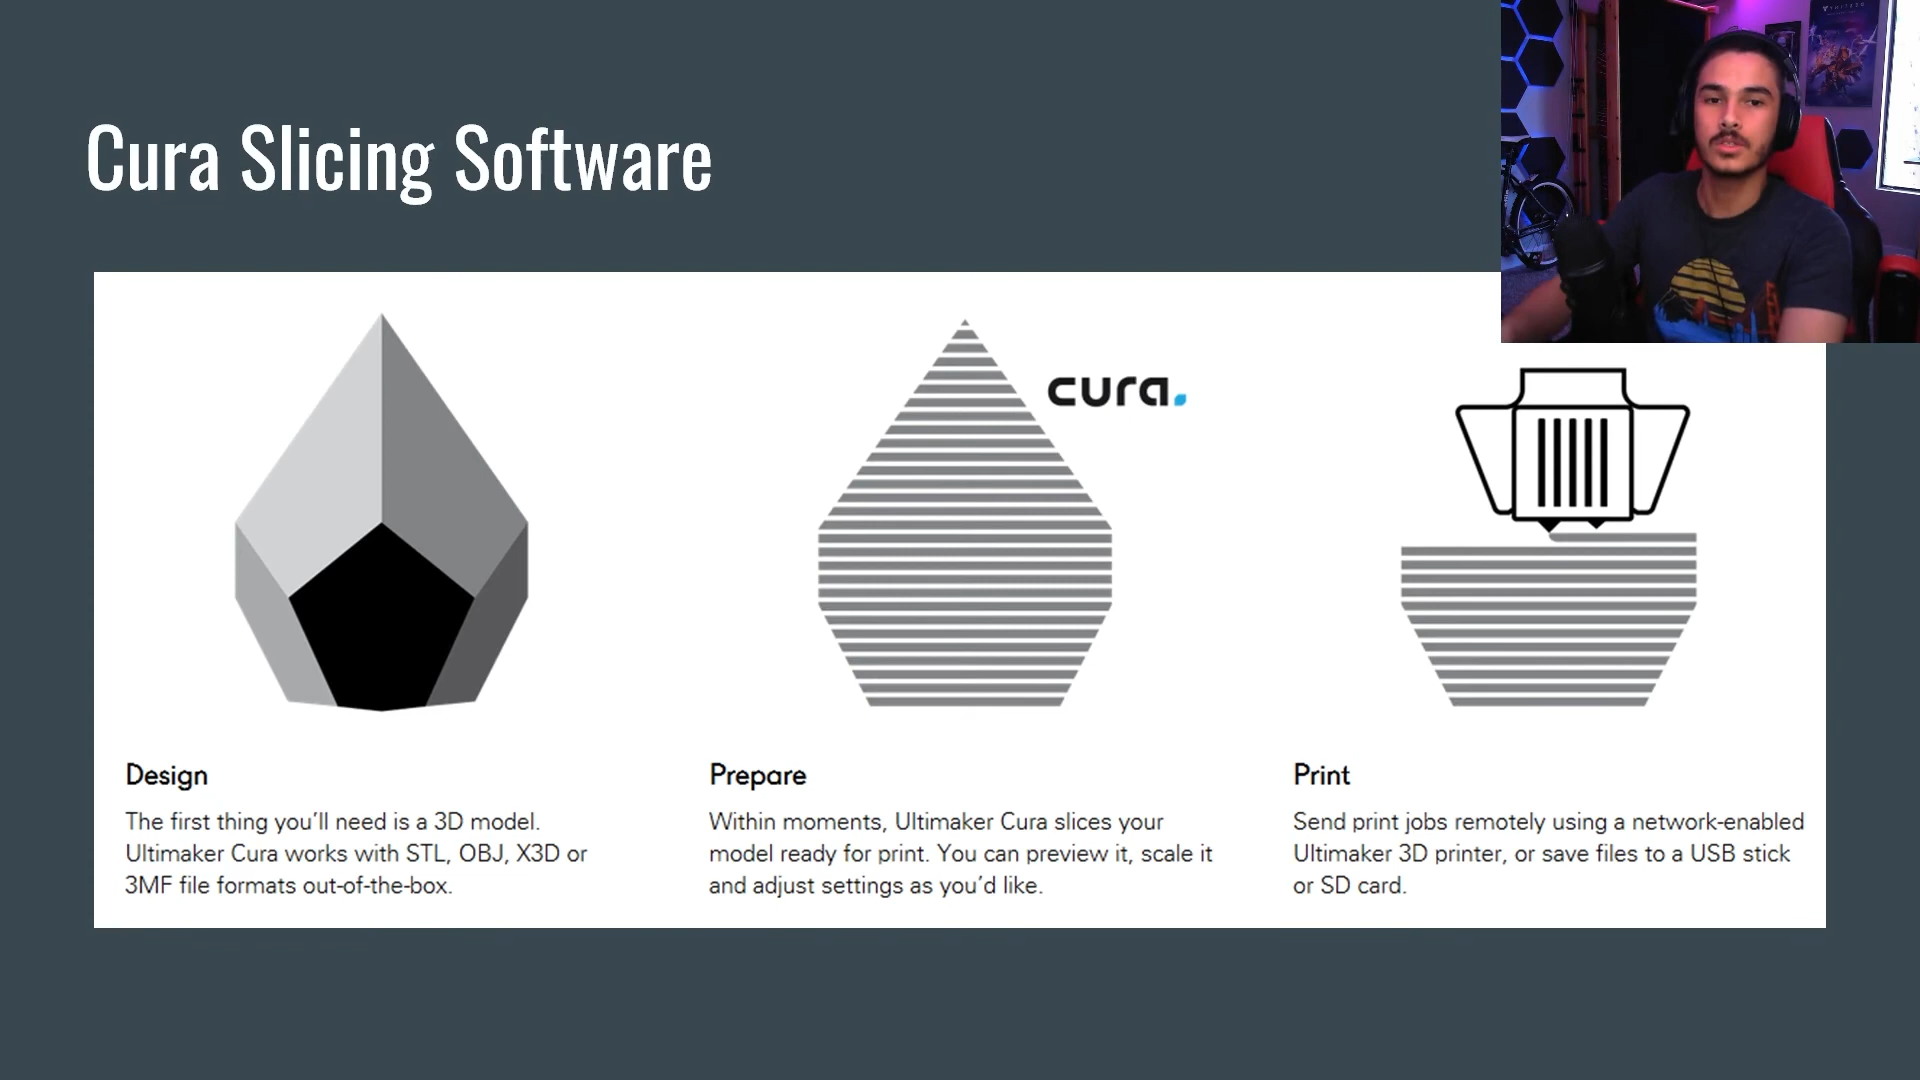 Cura Slicing Software
cura.
Design
The first thing you'll need is a 3D model.
Ultimaker Cura works with STL, OBJ, X3D or
3MF file formats out-of-the-box.
Prepare
Within moments, Ultimaker Cura slices your
model ready for print. You can preview it, scale it
and adjust settings as you'd like.
Print
Send print jobs remotely using a network-enabled
Ultimaker 3D printer, or save files to a USB stick
or SD card.